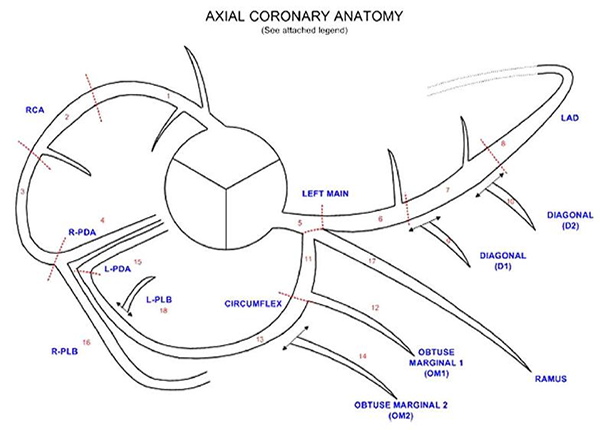 AXIAL CORONARY ANATOMY
(See attached legend)
RCA
1
2
3
4
R-PDA
L-PDA
15
L-PLB
18
R-PLB
16
CIRCUMFLEX
13
LEFT MAIN
5
6
7
8
LAD
9
10
DIAGONAL
(D2)
DIAGONAL
(D1)
11
17
12
14
OBTUSE
MARGINAL 1
(OM1)
RAMUS
OBTUSE MARGINAL 2
(OM2)